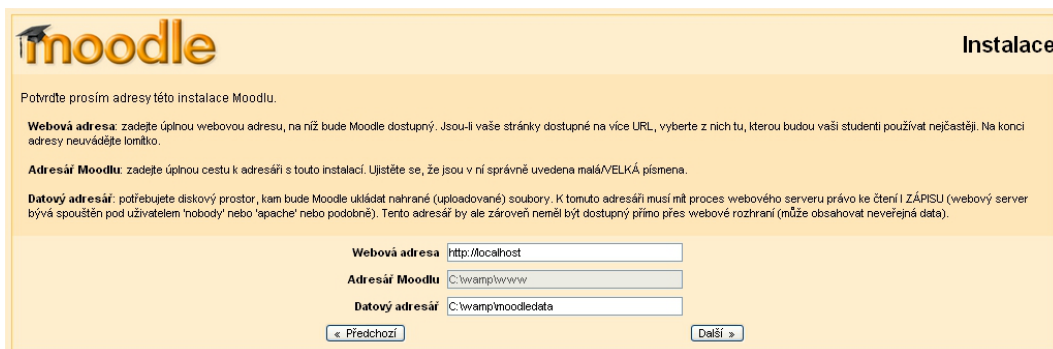 moodle
Instalace
Potvrďte prosím adresy této instalace Moodlu.
Webová adresa: zadejte úplnou webovou adresu, na níž bude Moodle dostupný. Jsou-li vaše stránky dostupné na více URL, vyberte z nich tu, kterou budou vaši studenti používat nejčastěji. Na konci
adresy neuvádějte lomítko.
Adresář Moodlu: zadejte úplnou cestu k adresáři s touto instalací. Ujistěte se, že jsou v ní správně uvedena malá/VELKÁ písmena.
Datový adresář: potřebujete diskový prostor, kam bude Moodle ukládat nahrané (uploadované) soubory. K tomuto adresáři musí mít proces webového serveru právo ke čtení I ZÁPISU (webový server
bývá spouštěn pod uživatelem 'nobody' nebo 'apache' nebo podobně). Tento adresář by ale zároveň neměl být dostupný přímo přes webové rozhraní (může obsahovat neveřejná data).
Webová adresa http://localhost
Adresář Moodlu C:\wamp\www
Datový adresář C:\wamp\moodledata
« Předchozí Další »